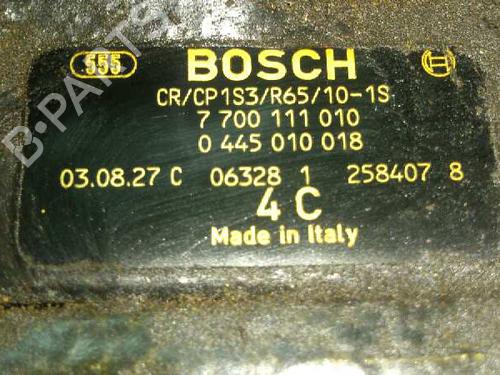 555 BOSCH
CR/CP1S3/R65/10-1S
7 700 111 010
0 445 010 018
03.08.27 C 06328 1 258407 8
4 C
Made in Italy
B-PARTS